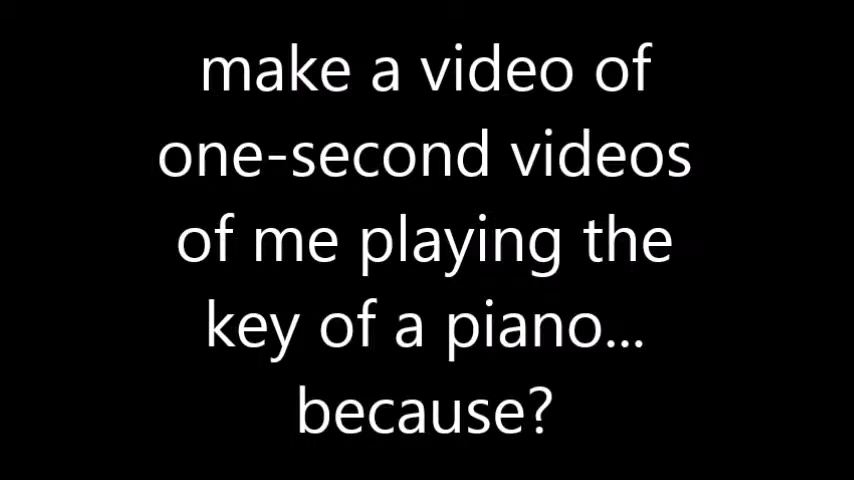 make a video of
one-second videos
of me playing the
key of a piano...
because?